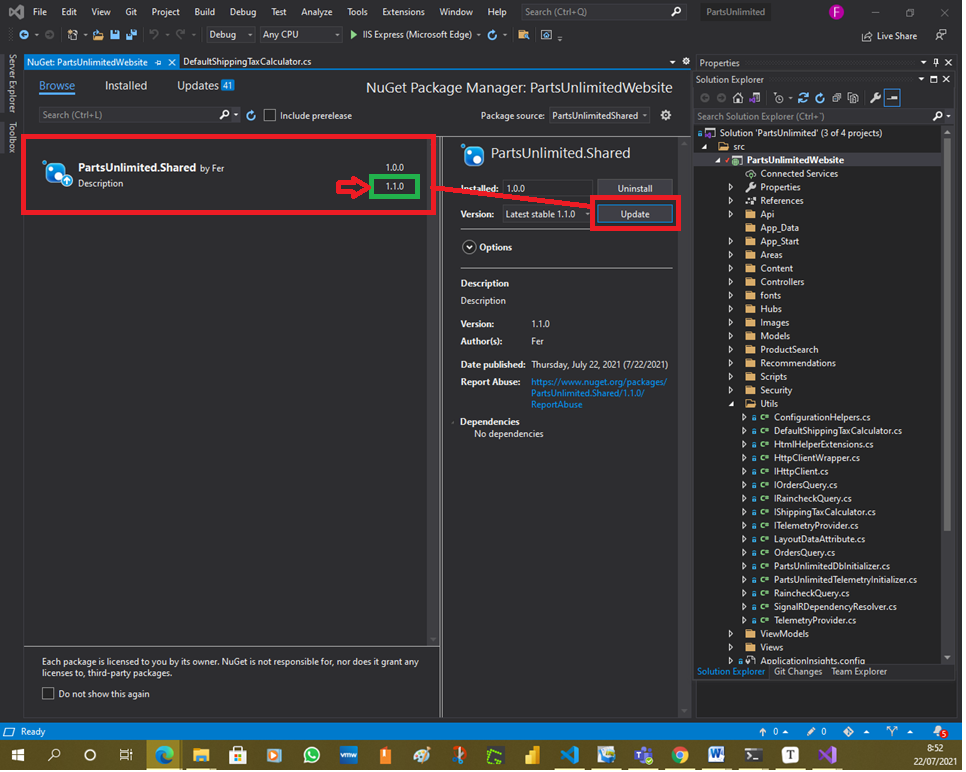 File Edit View Git Project Build Debug Test Analyze Tools Extensions Window Help Search (Ctrl+Q) PartsUnlimited F
Debug Any CPU IIS Express (Microsoft Edge) Live Share
Server Explorer
Toolbox
NuGet: PartsUnlimitedWebsite DefaultShippingTaxCalculator.cs
Browse Installed Updates 41 NuGet Package Manager: PartsUnlimitedWebsite
Search (Ctrl+L) Include prerelease Package source: PartsUnlimitedShared
PartsUnlimited.Shared by Fer 1.0.0
Description 1.1.0
PartsUnlimited.Shared
Installed: 1.0.0 Uninstall
Version: Latest stable 1.1.0 Update
Options
Description
Description
Version: 1.1.0
Author(s): Fer
Date published: Thursday, July 22, 2021 (7/22/2021)
Report Abuse: https://www.nuget.org/packages/
PartsUnlimited.Shared/1.1.0/
ReportAbuse
Dependencies
No dependencies
Each package is licensed to you by its owner. NuGet is not responsible for, nor does it grant any
licenses to, third-party packages.
Do not show this again
Properties
Solution Explorer
Search Solution Explorer (Ctrl+´)
Solution 'PartsUnlimited' (3 of 4 projects)
src
PartsUnlimitedWebsite
Connected Services
Properties
References
Api
App_Data
App_Start
Areas
Content
Controllers
fonts
Hubs
Images
Models
ProductSearch
Recommendations
Scripts
Security
Utils
C# ConfigurationHelpers.cs
C# DefaultShippingTaxCalculator.cs
C# HtmlHelperExtensions.cs
C# HttpClientWrapper.cs
C# IHttpClient.cs
C# IOrdersQuery.cs
C# IRaincheckQuery.cs
C# IShippingTaxCalculator.cs
C# ITelemetryProvider.cs
C# LayoutDataAttribute.cs
C# OrdersQuery.cs
C# PartsUnlimitedDbInitializer.cs
C# PartsUnlimitedTelemetryInitializer.cs
C# RaincheckQuery.cs
C# SignalRDependencyResolver.cs
C# TelemetryProvider.cs
ViewModels
Views
ApplicationInsights.config
Solution Explorer Git Changes Team Explorer
Ready 0 0 5
vmw W T
8:52
22/07/2021